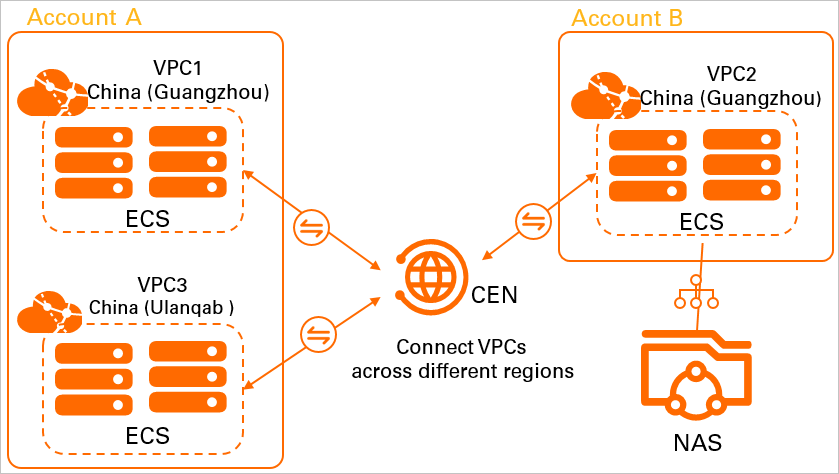 Account A
VPC1
China (Guangzhou)
ECS
VPC3
China (Ulanqab )
ECS
CEN
Connect VPCs
across different regions
Account B
VPC2
China (Guangzhou)
ECS
NAS